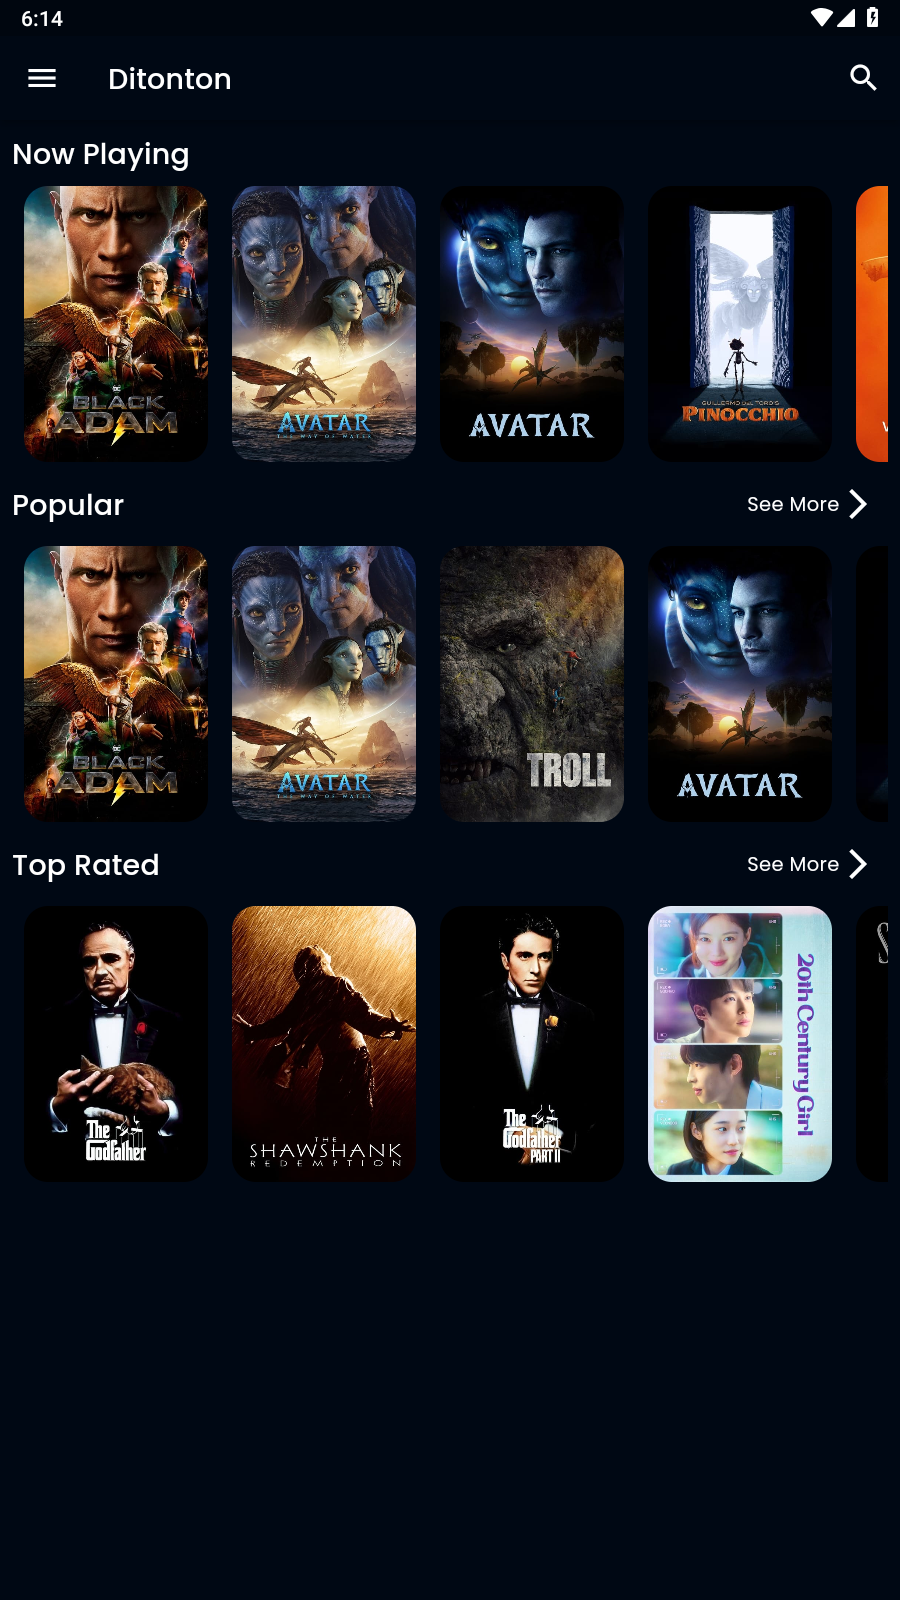 6:14
Ditonton
Now Playing
BLACK
ADAM
AVATAR
THE WAY OF WATER
AVATAR
GUILLERMO DEL TORO'S
PINOCCHIO
Popular
See More
BLACK
ADAM
AVATAR
THE WAY OF WATER
TROLL
AVATAR
Top Rated
See More
The
Godfather
THE
SHAWSHANK
REDEMPTION
The
Godfather
PART II
20th Century Girl